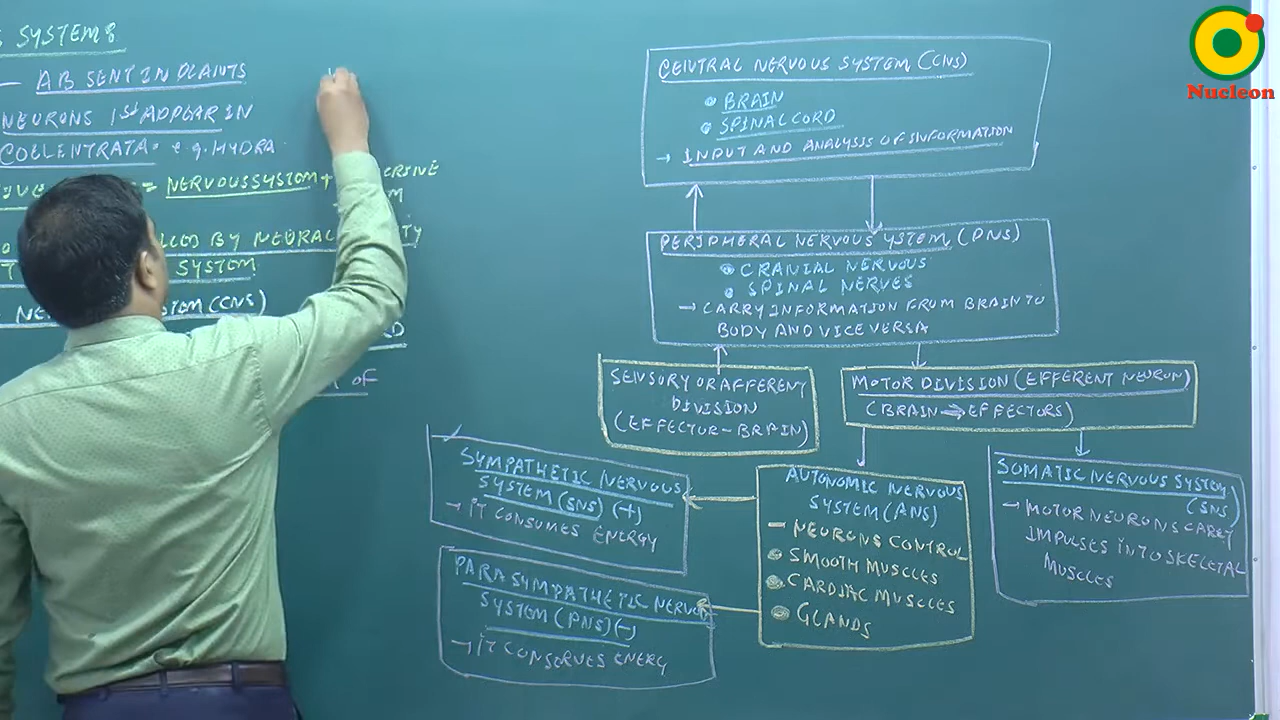 SYSTEM:
— ABSENT IN PLANTS
NEURONS 1st APPEAR IN
COELENTRATA. e.g. HYDRA
= NERVOUS SYSTEM +
BY NEURAL
SYSTEM
(CNS)
OF
CENTRAL NERVOUS SYSTEM (CNS)
• BRAIN
• SPINAL CORD
→ INPUT AND ANALYSIS OF INFORMATION
PERIPHERAL NERVOUS SYSTEM (PNS)
• CRANIAL NERVOUS
• SPINAL NERVES
→ CARRY INFORMATION FROM BRAIN TO
BODY AND VICE VERSA
SENSORY OR AFFERENT
DIVISION
(EFFECTOR - BRAIN)
MOTOR DIVISION (EFFERENT NEURON)
(BRAIN ⇒ EFFECTORS)
SYMPATHETIC NERVOUS
SYSTEM (SNS) (+)
→ IT CONSUMES ENERGY
PARASYMPATHETIC NERVOUS
SYSTEM (PNS) (-)
→ IT CONSERVES ENERGY
AUTONOMIC NERVOUS
SYSTEM (ANS)
— NEURONS CONTROL
• SMOOTH MUSCLES
• CARDIAC MUSCLES
• GLANDS
SOMATIC NERVOUS SYSTEM
(SNS)
→ MOTOR NEURONS CARRY
IMPULSES INTO SKELETAL
MUSCLES
Nucleon